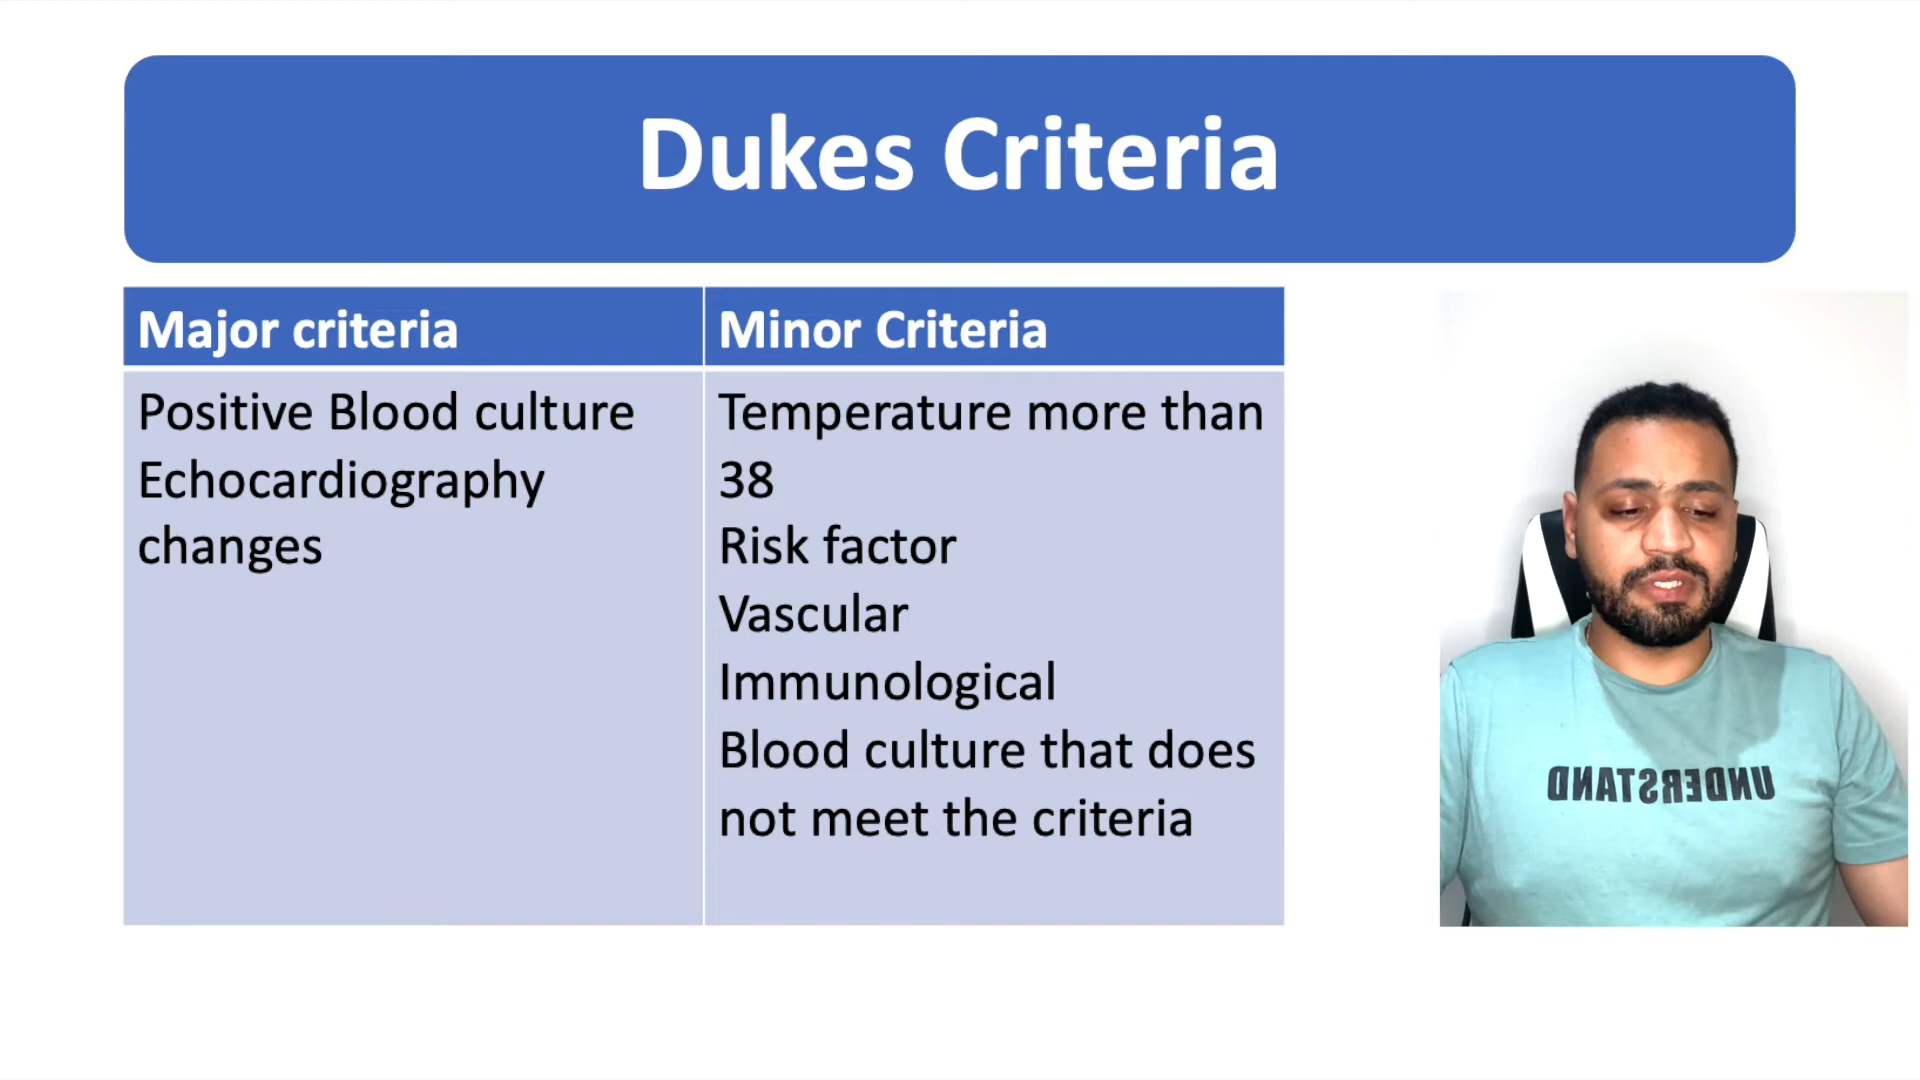 Dukes Criteria
Major criteria
Positive Blood culture
Echocardiography
changes
Minor Criteria
Temperature more than
38
Risk factor
Vascular
Immunological
Blood culture that does
not meet the criteria
UNDERSTAND